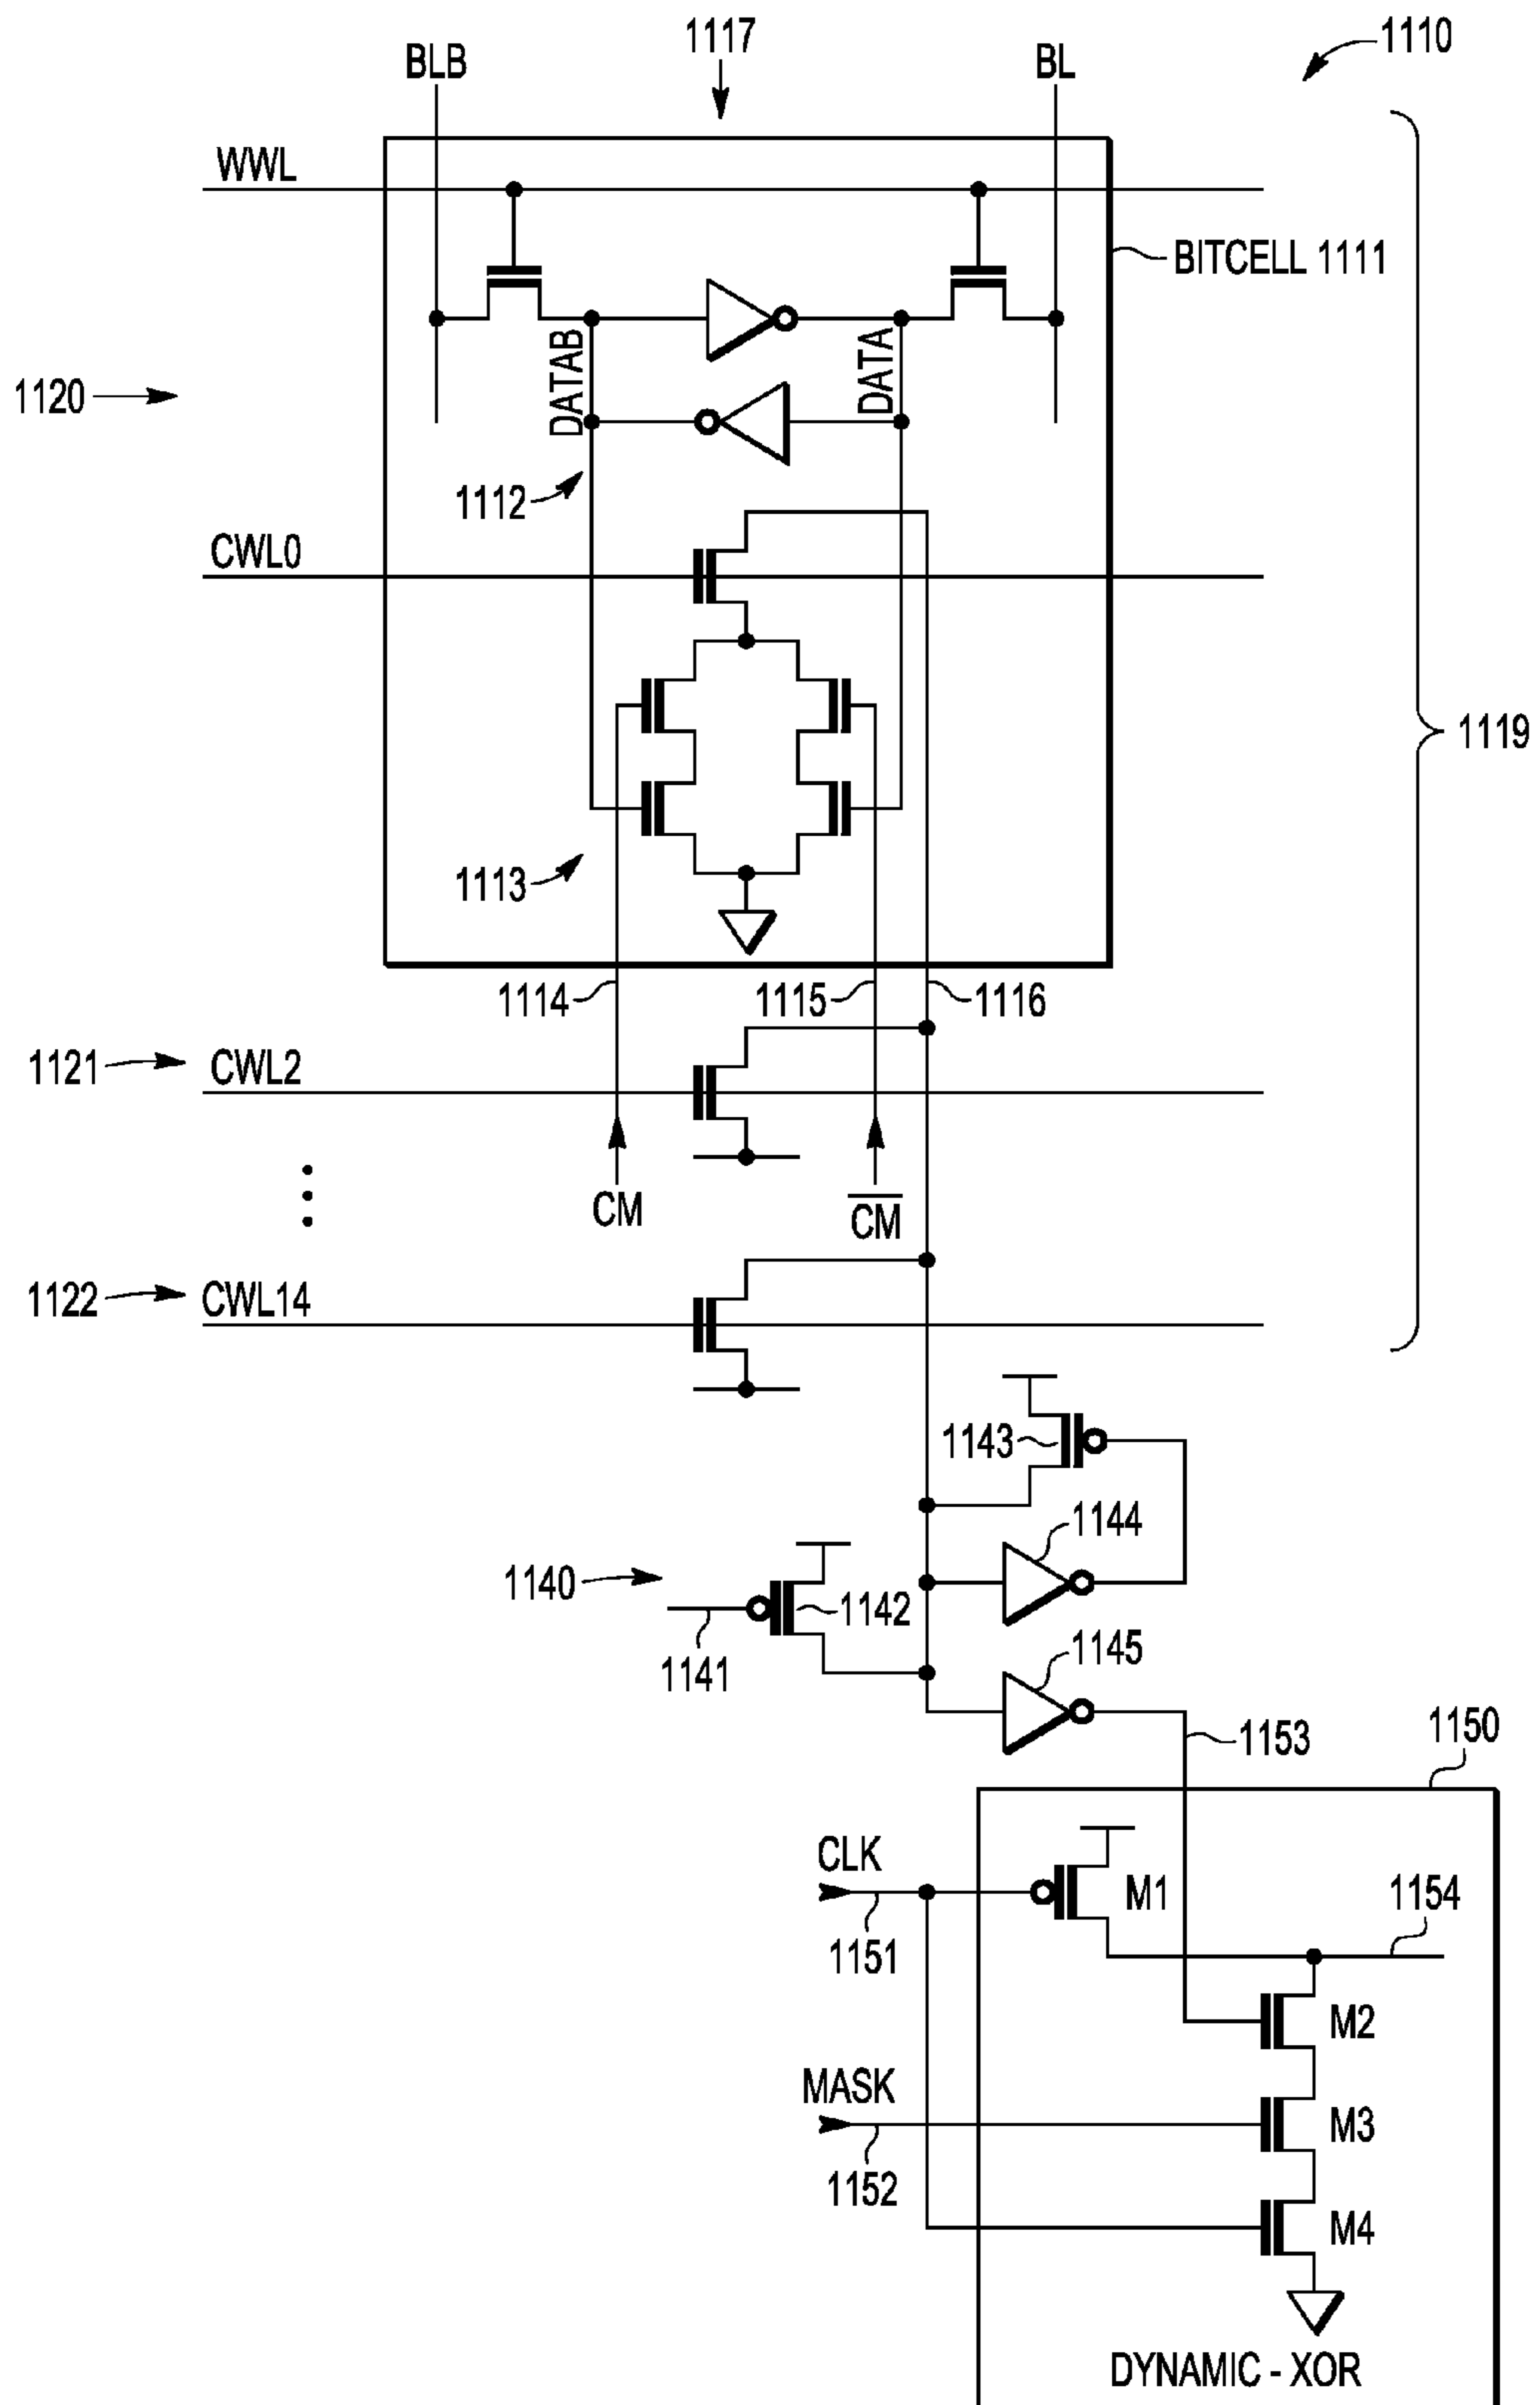 1117
1110
BLB
BL
WWL
BITCELL 1111
DATAB
DATA
1120
1112
CWL0
1119
1113
1114
1115
1116
1121
CWL2
CM
CM
1122
CWL14
1143
1144
1140
1142
1141
1145
1153
1150
CLK
M1
1151
1154
M2
MASK
M3
1152
M4
DYNAMIC - XOR